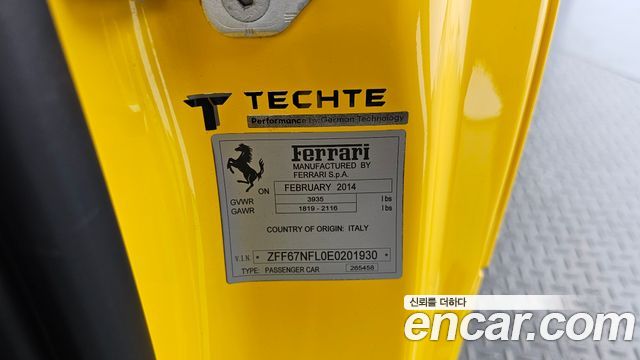 TECHTE
Performance by German Technology
Ferrari
MANUFACTURED BY
FERRARI S.p.A.
ON FEBRUARY 2014
GVWR 3935 lbs
GAWR 1819 - 2116 lbs
COUNTRY OF ORIGIN: ITALY
V.I.N. * ZFF67NFL0E0201930 *
TYPE: PASSENGER CAR 265458
신뢰를 더하다
encar.com